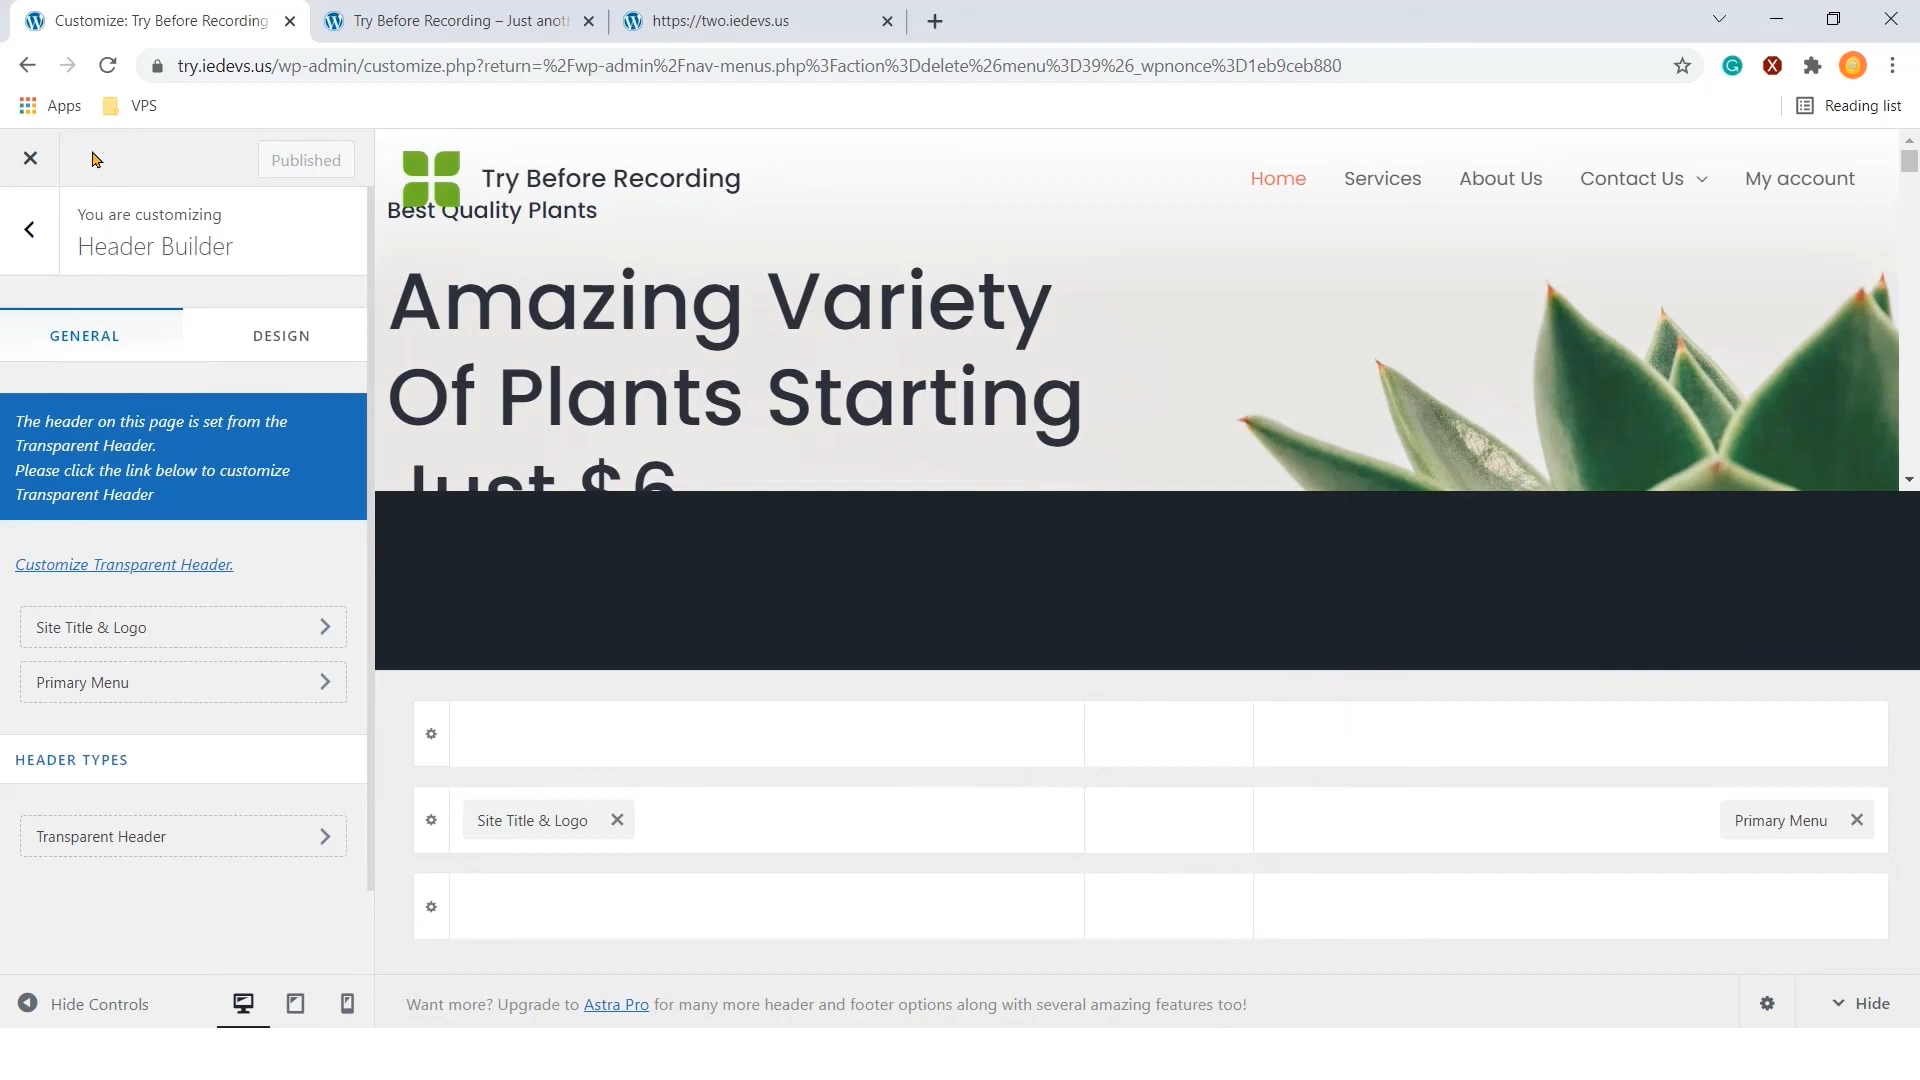 Customize: Try Before Recording
Try Before Recording – Just anoth
https://two.iedevs.us
try.iedevs.us/wp-admin/customize.php?return=%2Fwp-admin%2Fnav-menus.php%3Faction%3Ddelete%26menu%3D39%26_wpnonce%3D1eb9ceb880
Apps
VPS
Reading list
Published
You are customizing
Header Builder
GENERAL
DESIGN
The header on this page is set from the
Transparent Header.
Please click the link below to customize
Transparent Header
Customize Transparent Header.
Site Title & Logo
Primary Menu
HEADER TYPES
Transparent Header
Hide Controls
Try Before Recording
Best Quality Plants
Home
Services
About Us
Contact Us
My account
Amazing Variety
Of Plants Starting
Just $6
Site Title & Logo
Primary Menu
Want more? Upgrade to Astra Pro for many more header and footer options along with several amazing features too!
Hide